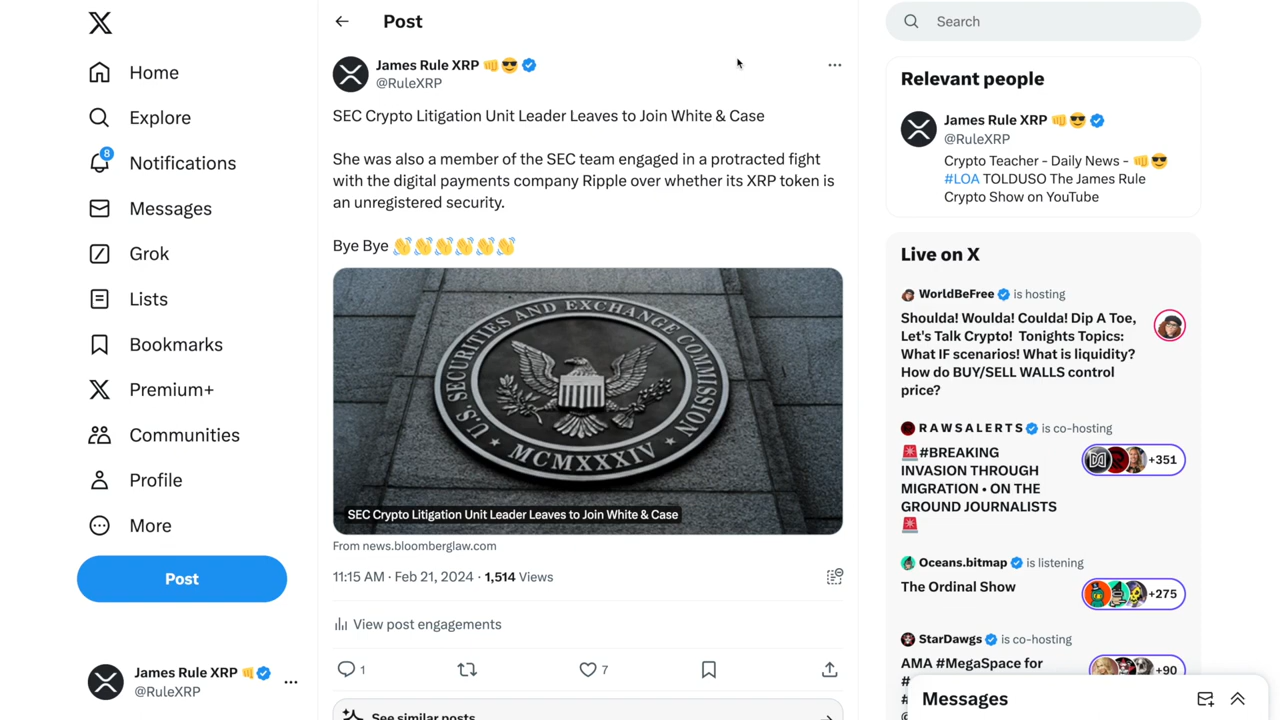 Home
Explore
8
Notifications
Messages
Grok
Lists
Bookmarks
Premium+
Communities
Profile
More
Post
James Rule XRP 👊
@RuleXRP
Post
James Rule XRP 👊😎
@RuleXRP
SEC Crypto Litigation Unit Leader Leaves to Join White & Case
She was also a member of the SEC team engaged in a protracted fight
with the digital payments company Ripple over whether its XRP token is
an unregistered security.
Bye Bye 👋👋👋👋👋👋
U.S. SECURITIES AND EXCHANGE COMMISSION
MCMXXXIV
SEC Crypto Litigation Unit Leader Leaves to Join White & Case
From news.bloomberglaw.com
11:15 AM · Feb 21, 2024 · 1,514 Views
View post engagements
1
7
See similar posts
Search
Relevant people
James Rule XRP 👊😎
@RuleXRP
Crypto Teacher - Daily News - 👊😎
#LOA TOLDUSO The James Rule
Crypto Show on YouTube
Live on X
WorldBeFree is hosting
Shoulda! Woulda! Coulda! Dip A Toe,
Let's Talk Crypto! Tonights Topics:
What IF scenarios! What is liquidity?
How do BUY/SELL WALLS control
price?
R A W S A L E R T S is co-hosting
🚨#BREAKING
INVASION THROUGH
MIGRATION • ON THE
GROUND JOURNALISTS
🚨
+351
Oceans.bitmap is listening
The Ordinal Show
+275
StarDawgs is co-hosting
AMA #MegaSpace for
+90
Messages